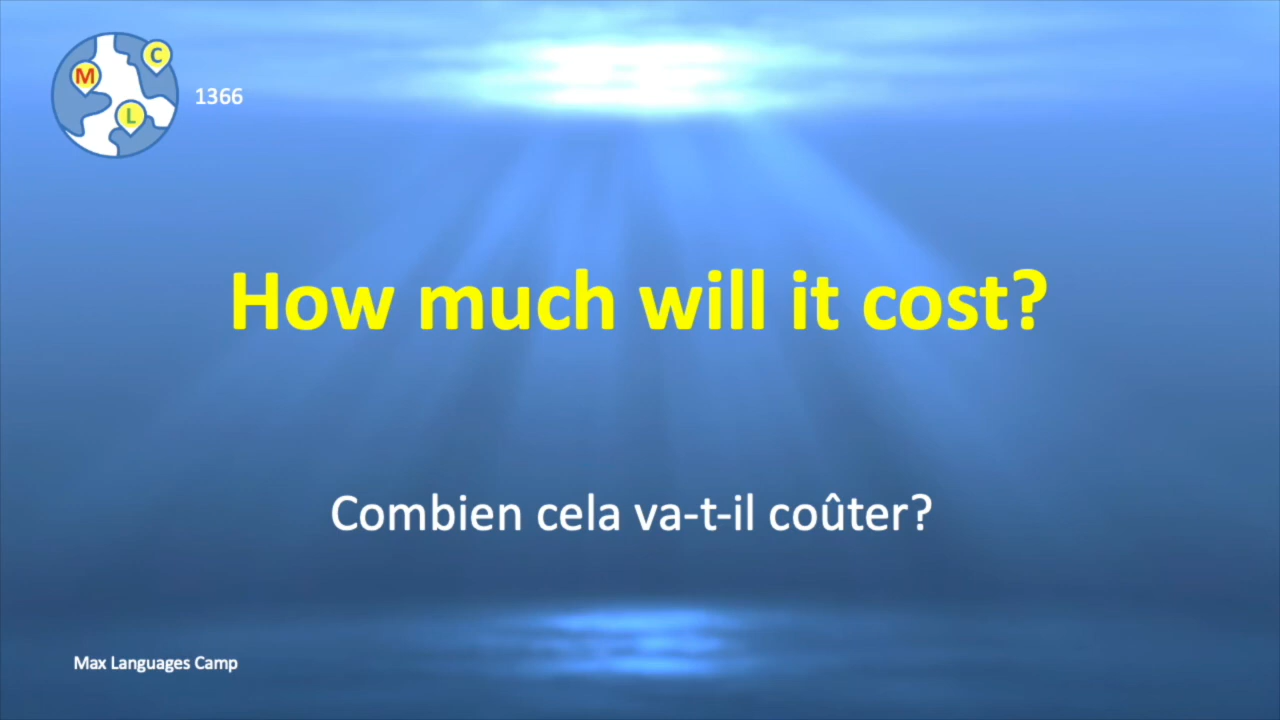 M
C
L
1366
How much will it cost?
Combien cela va-t-il coûter?
Max Languages Camp